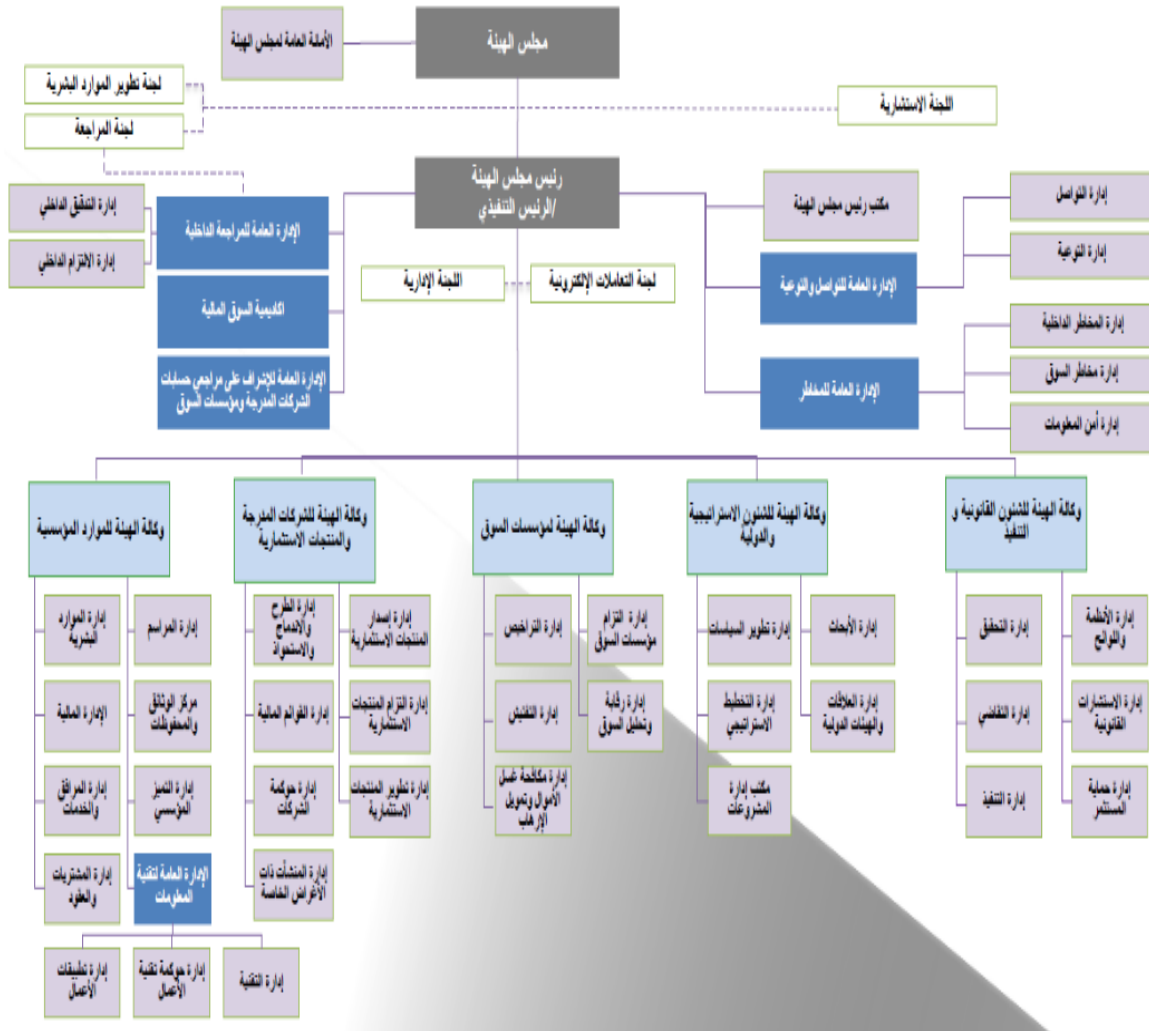 مجلس الهيئة
الأمانة العامة لمجلس الهيئة
اللجنة الاستشارية
لجنة تطوير الموارد البشرية
لجنة المراجعة
رئيس مجلس الهيئة
/الرئيس التنفيذي
إدارة التواصل
مكتب رئيس مجلس الهيئة
إدارة التوعية
الإدارة العامة للتواصل والتوعية
إدارة المخاطر الداخلية
إدارة مخاطر السوق
إدارة أمن المعلومات
الإدارة العامة للمخاطر
الإدارة العامة للمراجعة الداخلية
إدارة التدقيق الداخلي
إدارة الالتزام الداخلي
اكاديمية السوق المالية
الإدارة العامة للإشراف على مراجعي حسابات
الشركات المدرجة ومؤسسات السوق
لجنة التعاملات الإلكترونية
اللجنة الإدارية
وكالة الهيئة للشئون القانونية و
التنفيذ
وكالة الهيئة للشئون الاستراتيجية
والدولية
وكالة الهيئة لمؤسسات السوق
وكالة الهيئة للشركات المدرجة
والمنتجات الاستثمارية
وكالة الهيئة للموارد المؤسسية
إدارة الأنظمة
واللوائح
إدارة الاستشارات
القانونية
إدارة حماية
المستثمر
إدارة التحقيق
إدارة التقاضي
إدارة التنفيذ
إدارة الأبحاث
إدارة العلاقات
والهيئات الدولية
إدارة تطوير السياسات
إدارة التخطيط
الاستراتيجي
مكتب إدارة
المشروعات
إدارة التزام
مؤسسات السوق
إدارة رقابة
وتحليل السوق
إدارة التراخيص
إدارة التفتيش
إدارة مكافحة غسل
الأموال وتمويل
الإرهاب
إدارة إصدار
المنتجات الاستثمارية
إدارة التزام المنتجات
الاستثمارية
إدارة تطوير المنتجات
الاستثمارية
إدارة الطرح
والاندماج
والاستحواذ
إدارة القوائم المالية
إدارة حوكمة
الشركات
إدارة المنشآت ذات
الأغراض الخاصة
إدارة المراسم
مركز الوثائق
والمحفوظات
إدارة التميز
المؤسسي
الإدارة العامة لتقنية
المعلومات
إدارة الموارد
البشرية
الإدارة المالية
إدارة المرافق
والخدمات
إدارة المشتريات
والعقود
إدارة التقنية
إدارة حوكمة تقنية
الأعمال
إدارة تطبيقات
الأعمال